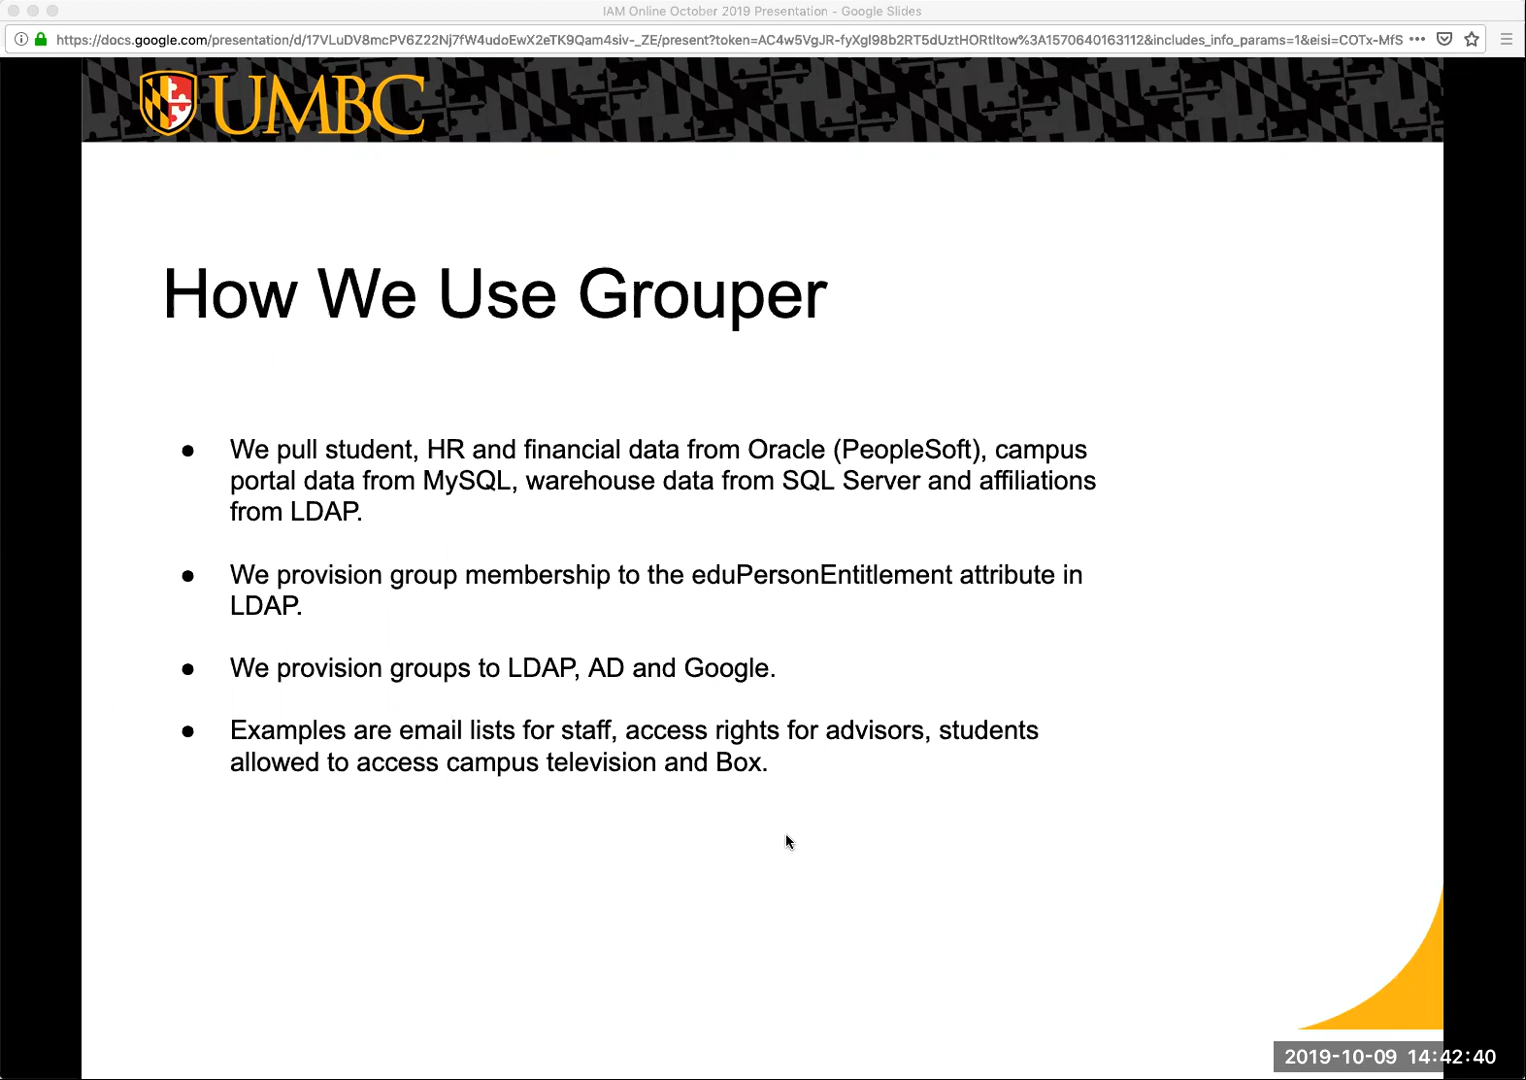 IAM Online October 2019 Presentation - Google Slides
https://docs.google.com/presentation/d/17VLuDV8mcPV6Z22Nj7fW4udoEwX2eTK9Qam4siv-_ZE/present?token=AC4w5VgJR-fyXgl98b2RT5dUztHORtltow%3A1570640163112&includes_info_params=1&eisi=COTx-MfS
UMBC
How We Use Grouper
● We pull student, HR and financial data from Oracle (PeopleSoft), campus
portal data from MySQL, warehouse data from SQL Server and affiliations
from LDAP.
● We provision group membership to the eduPersonEntitlement attribute in
LDAP.
● We provision groups to LDAP, AD and Google.
● Examples are email lists for staff, access rights for advisors, students
allowed to access campus television and Box.
2019-10-09 14:42:40